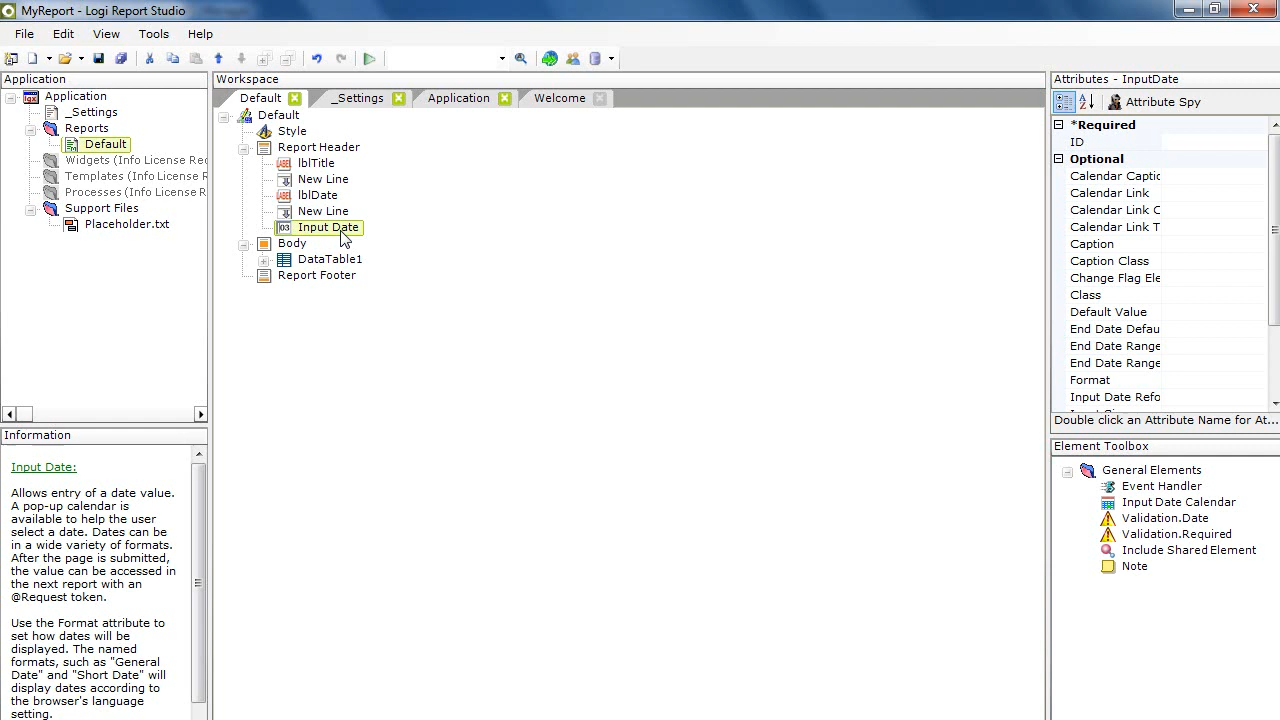 MyReport - Logi Report Studio
File Edit View Tools Help
Application
Application
_Settings
Reports
Default
Widgets (Info License Rec
Templates (Info License R
Processes (Info License R
Support Files
Placeholder.txt
Information
Input Date:
Allows entry of a date value.
A pop-up calendar is
available to help the user
select a date. Dates can be
in a wide variety of formats.
After the page is submitted,
the value can be accessed in
the next report with an
@Request token.
Use the Format attribute to
set how dates will be
displayed. The named
formats, such as "General
Date" and "Short Date" will
display dates according to
the browser's language
setting.
Workspace
Default _Settings Application Welcome
Default
Style
Report Header
LABEL lblTitle
New Line
LABEL lblDate
New Line
03 Input Date
Body
DataTable1
Report Footer
Attributes - InputDate
Attribute Spy
*Required
ID
Optional
Calendar Captic
Calendar Link
Calendar Link C
Calendar Link T
Caption
Caption Class
Change Flag Ele
Class
Default Value
End Date Defau
End Date Range
End Date Range
Format
Input Date Refo
Double click an Attribute Name for At...
Element Toolbox
General Elements
Event Handler
Input Date Calendar
Validation.Date
Validation.Required
Include Shared Element
Note